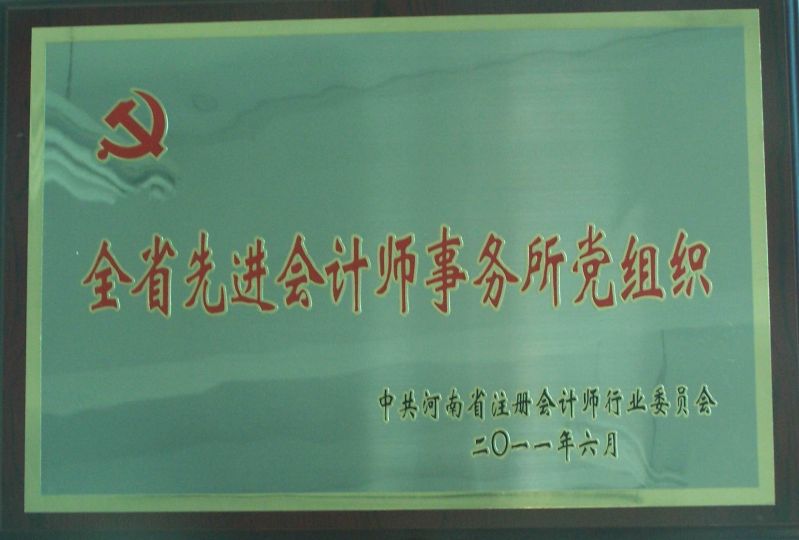 全省先进会计师事务所党组织
中共河南省注册会计师行业委员会
二〇一一年六月